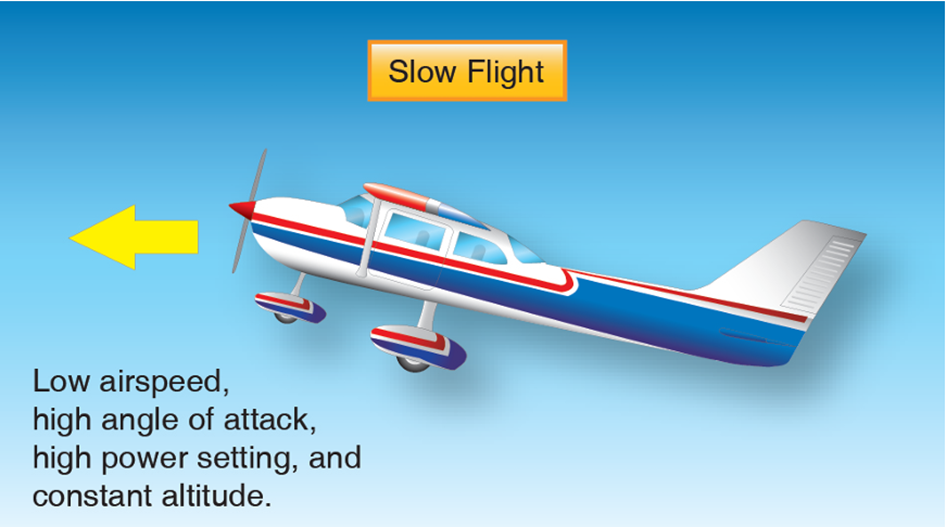 Slow Flight
Low airspeed,
high angle of attack,
high power setting, and
constant altitude.